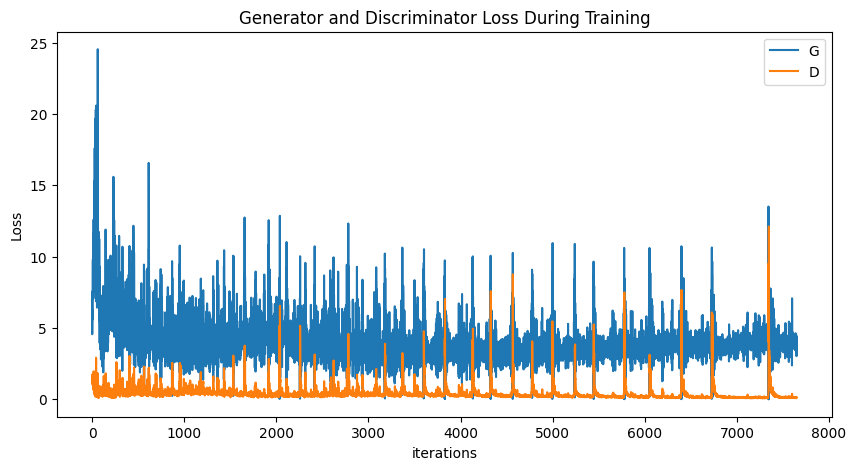 Generator and Discriminator Loss During Training
G
D
Loss
25
20
15
10
5
0
0 1000 2000 3000 4000 5000 6000 7000 8000
iterations